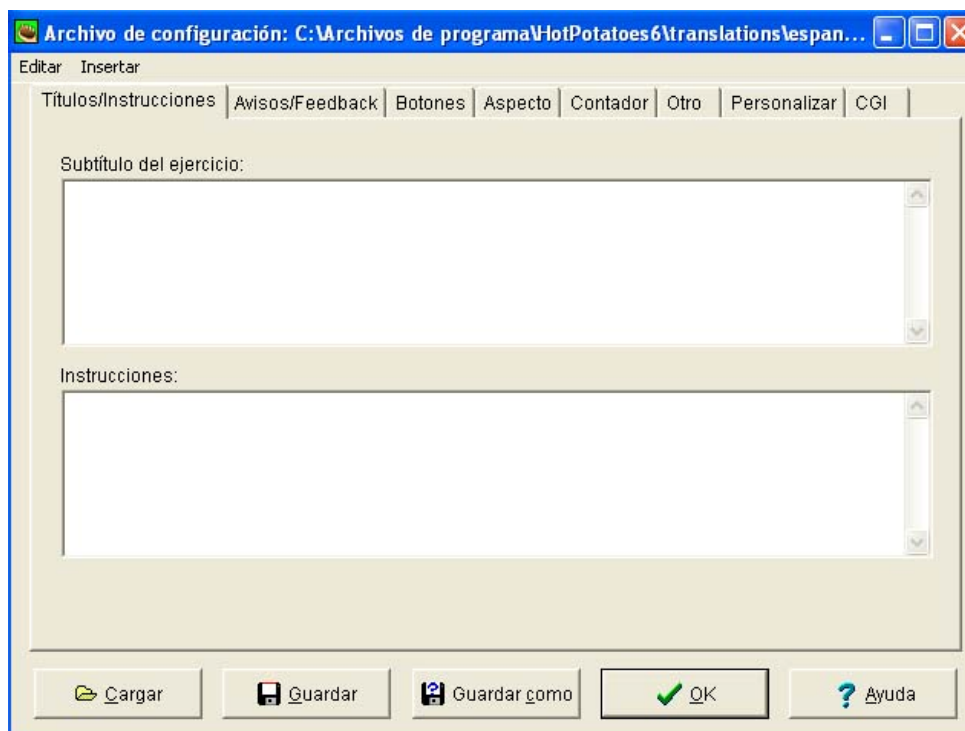 Archivo de configuración: C:\Archivos de programa\HotPotatoes6\translations\espan...
Editar Insertar
Títulos/Instrucciones Avisos/Feedback Botones Aspecto Contador Otro Personalizar CGI
Subtítulo del ejercicio:
Instrucciones:
Cargar Guardar Guardar como OK Ayuda